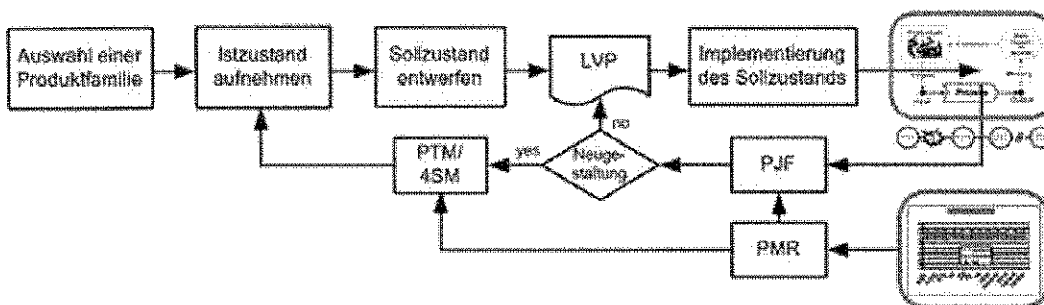 Auswahl einer
Produktfamilie
Istzustand
aufnehmen
Sollzustand
entwerfen
LVP
Implementierung
des Sollzustands
no
yes
PTM/
4SM
Neuge-
staltung
PJF
PMR